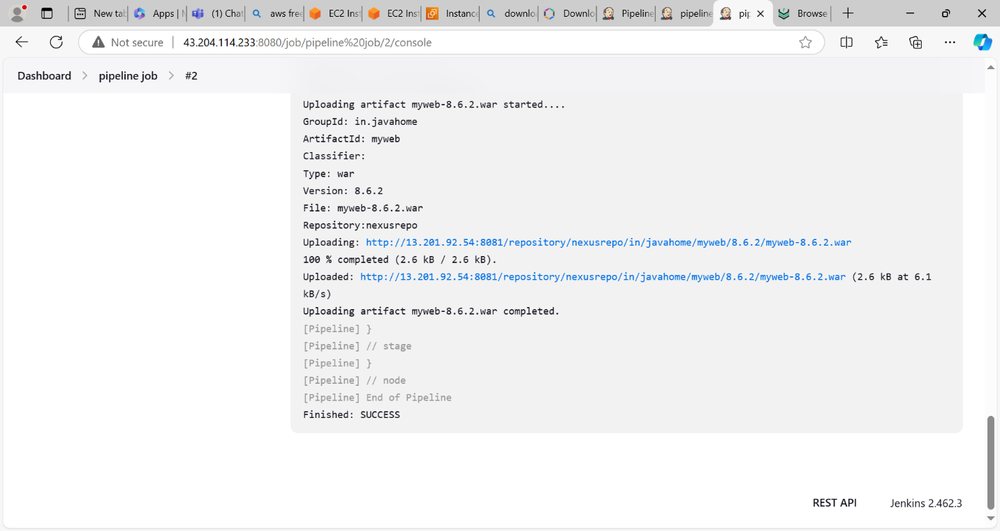 New tab
Apps | M
(1) Chat
aws free
EC2 Inst
EC2 Inst
Instance
downlo
Downlo
Pipeline
pipeline
pip
Browse
Not secure
43.204.114.233:8080/job/pipeline%20job/2/console
Dashboard > pipeline job > #2
Uploading artifact myweb-8.6.2.war started....
GroupId: in.javahome
ArtifactId: myweb
Classifier:
Type: war
Version: 8.6.2
File: myweb-8.6.2.war
Repository:nexusrepo
Uploading: http://13.201.92.54:8081/repository/nexusrepo/in/javahome/myweb/8.6.2/myweb-8.6.2.war
100 % completed (2.6 kB / 2.6 kB).
Uploaded: http://13.201.92.54:8081/repository/nexusrepo/in/javahome/myweb/8.6.2/myweb-8.6.2.war (2.6 kB at 6.1
kB/s)
Uploading artifact myweb-8.6.2.war completed.
[Pipeline] }
[Pipeline] // stage
[Pipeline] }
[Pipeline] // node
[Pipeline] End of Pipeline
Finished: SUCCESS
REST API
Jenkins 2.462.3